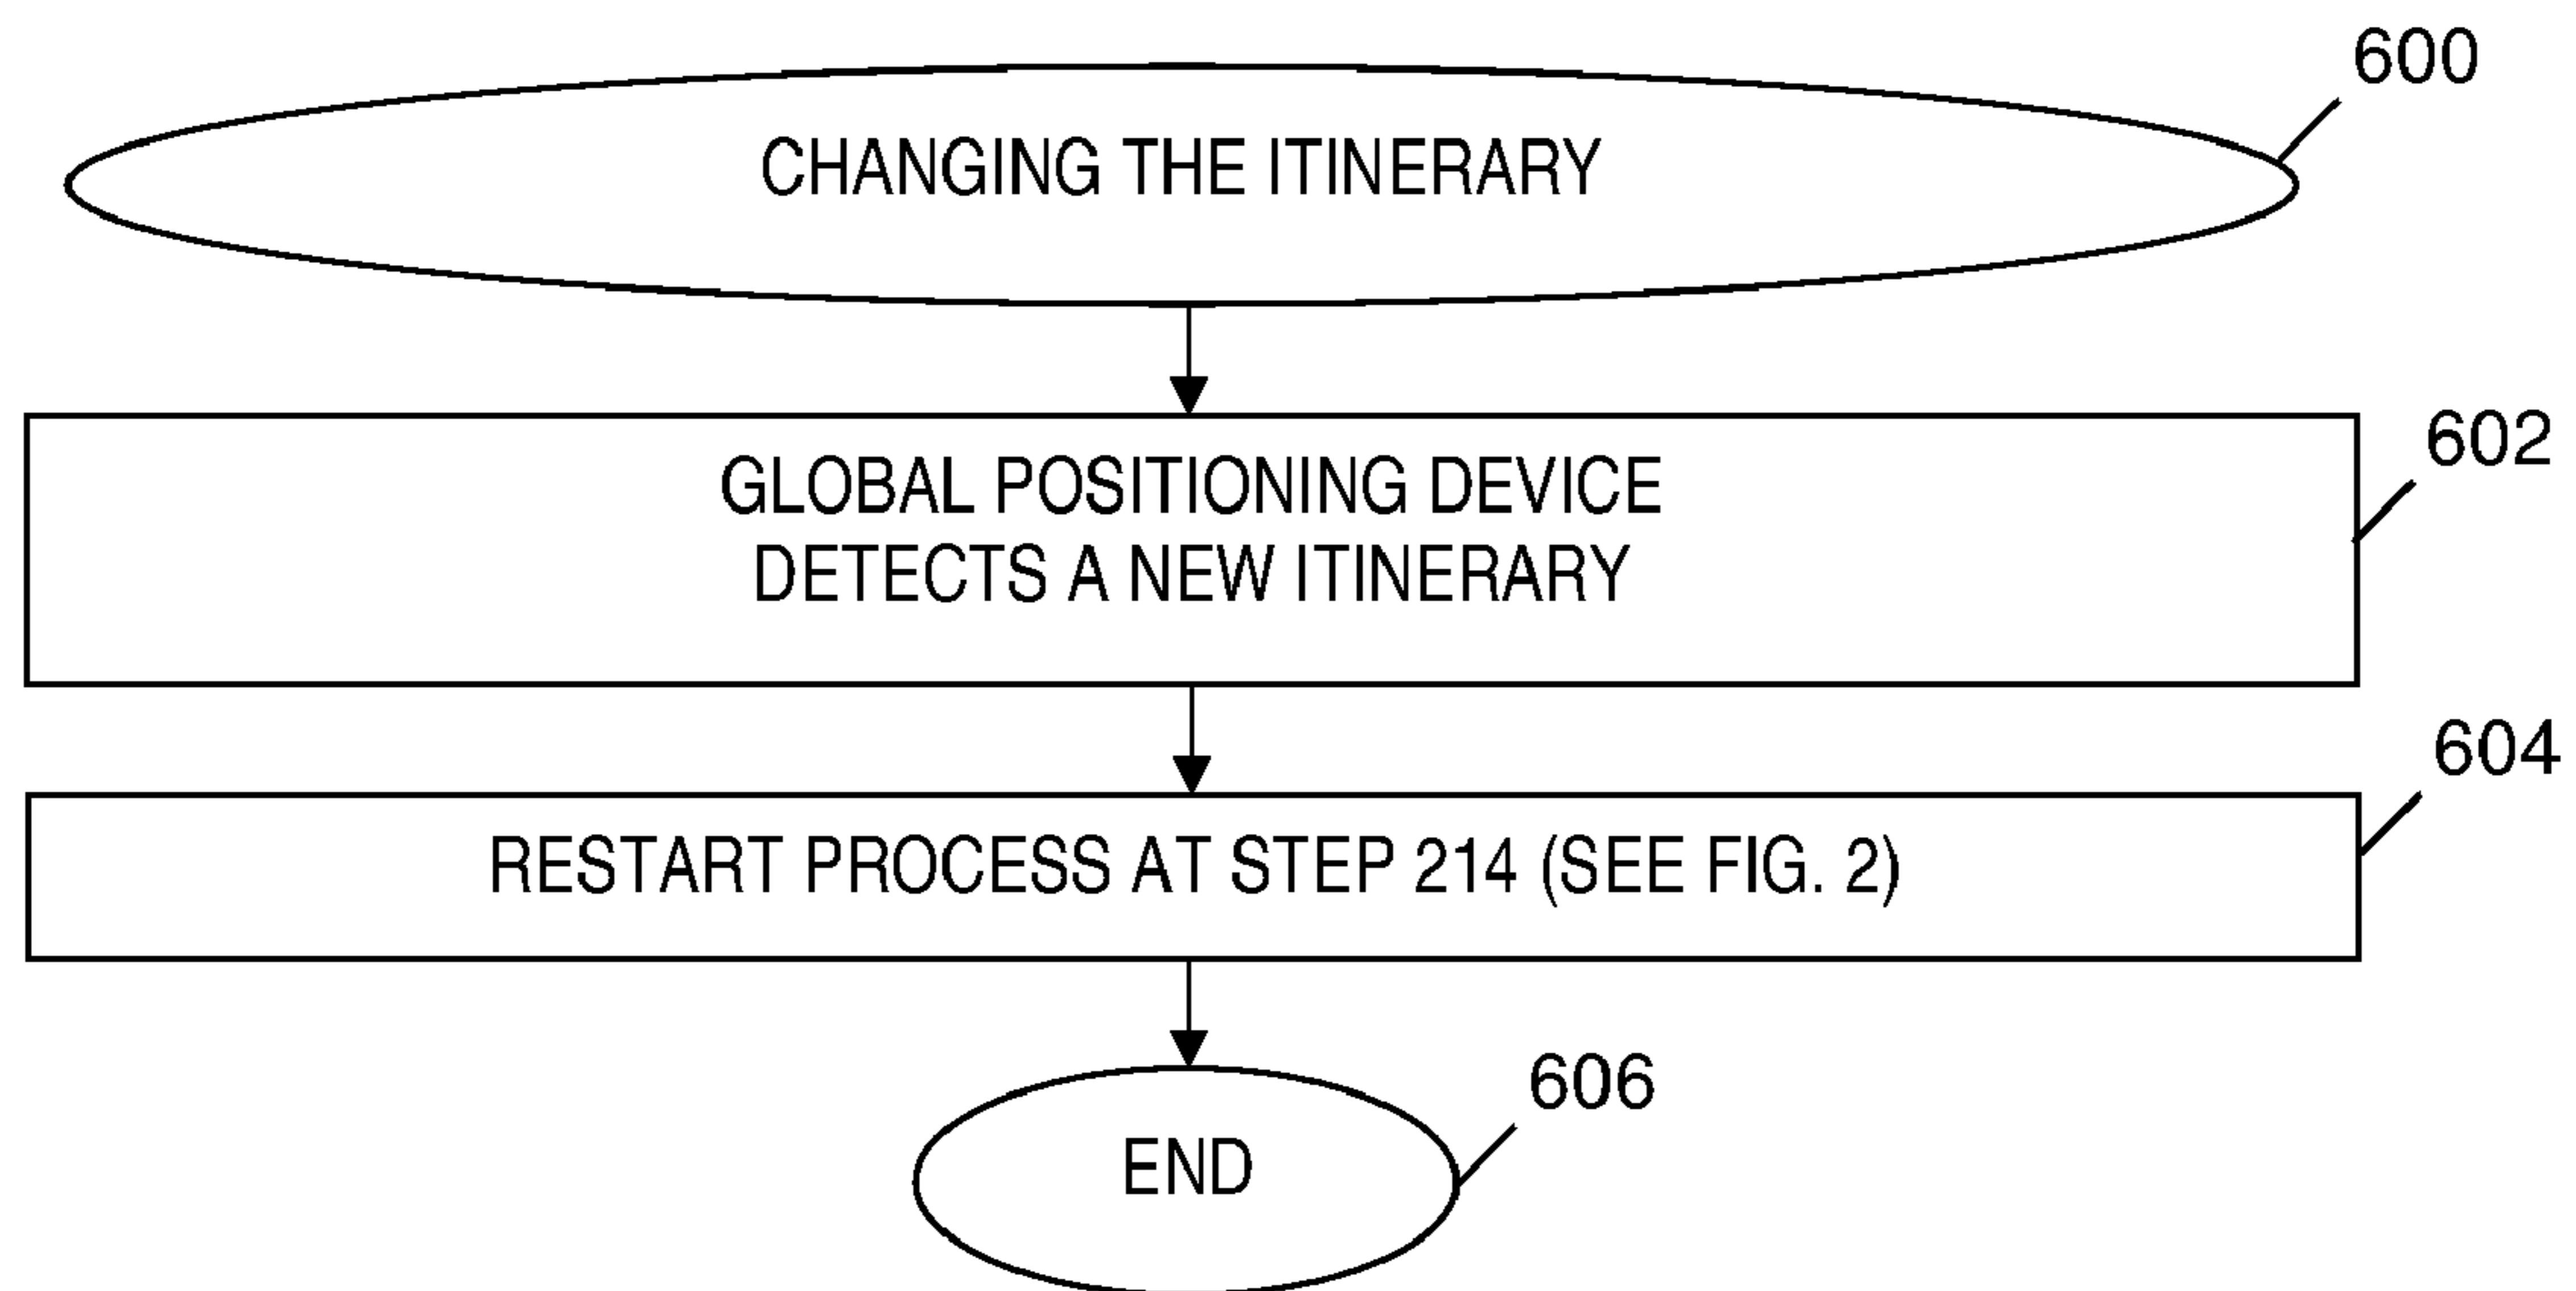 600
CHANGING THE ITINERARY
602
GLOBAL POSITIONING DEVICE
DETECTS A NEW ITINERARY
604
RESTART PROCESS AT STEP 214 (SEE FIG. 2)
606
END